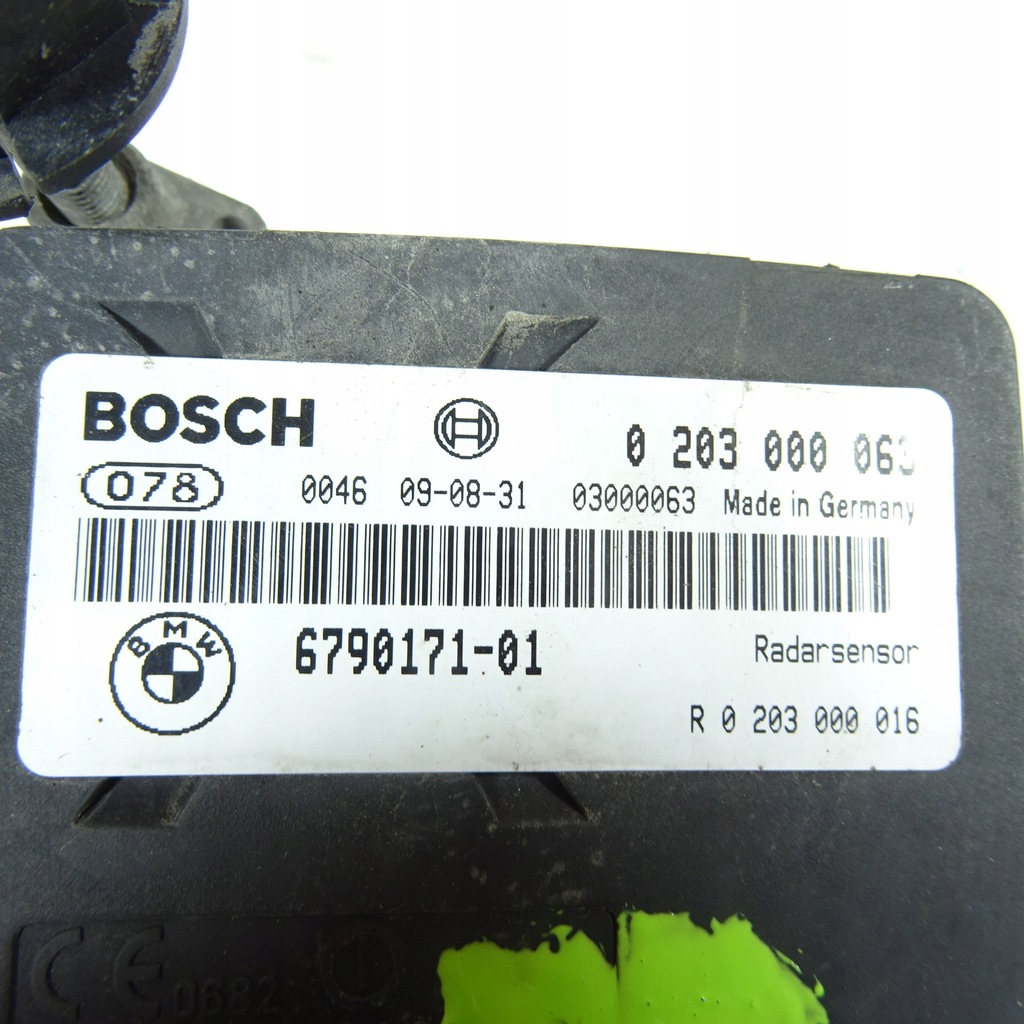 BOSCH
0 203 000 063
078
0046 09-08-31 03000063 Made in Germany
BMW
6790171-01
Radarsensor
R 0 203 000 016
CE 0682